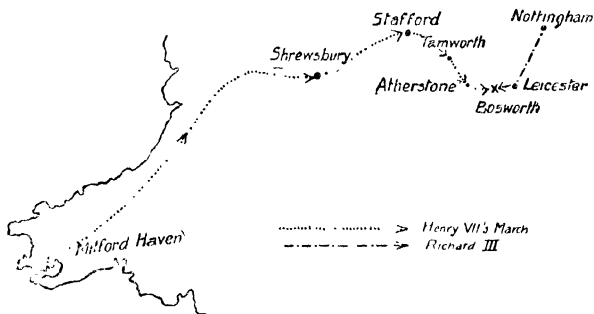 Nottingham
Stafford
Tamworth
Shrewsbury
Atherstone
Leicester
Bosworth
Milford Haven
Henry VII's March
Richard III